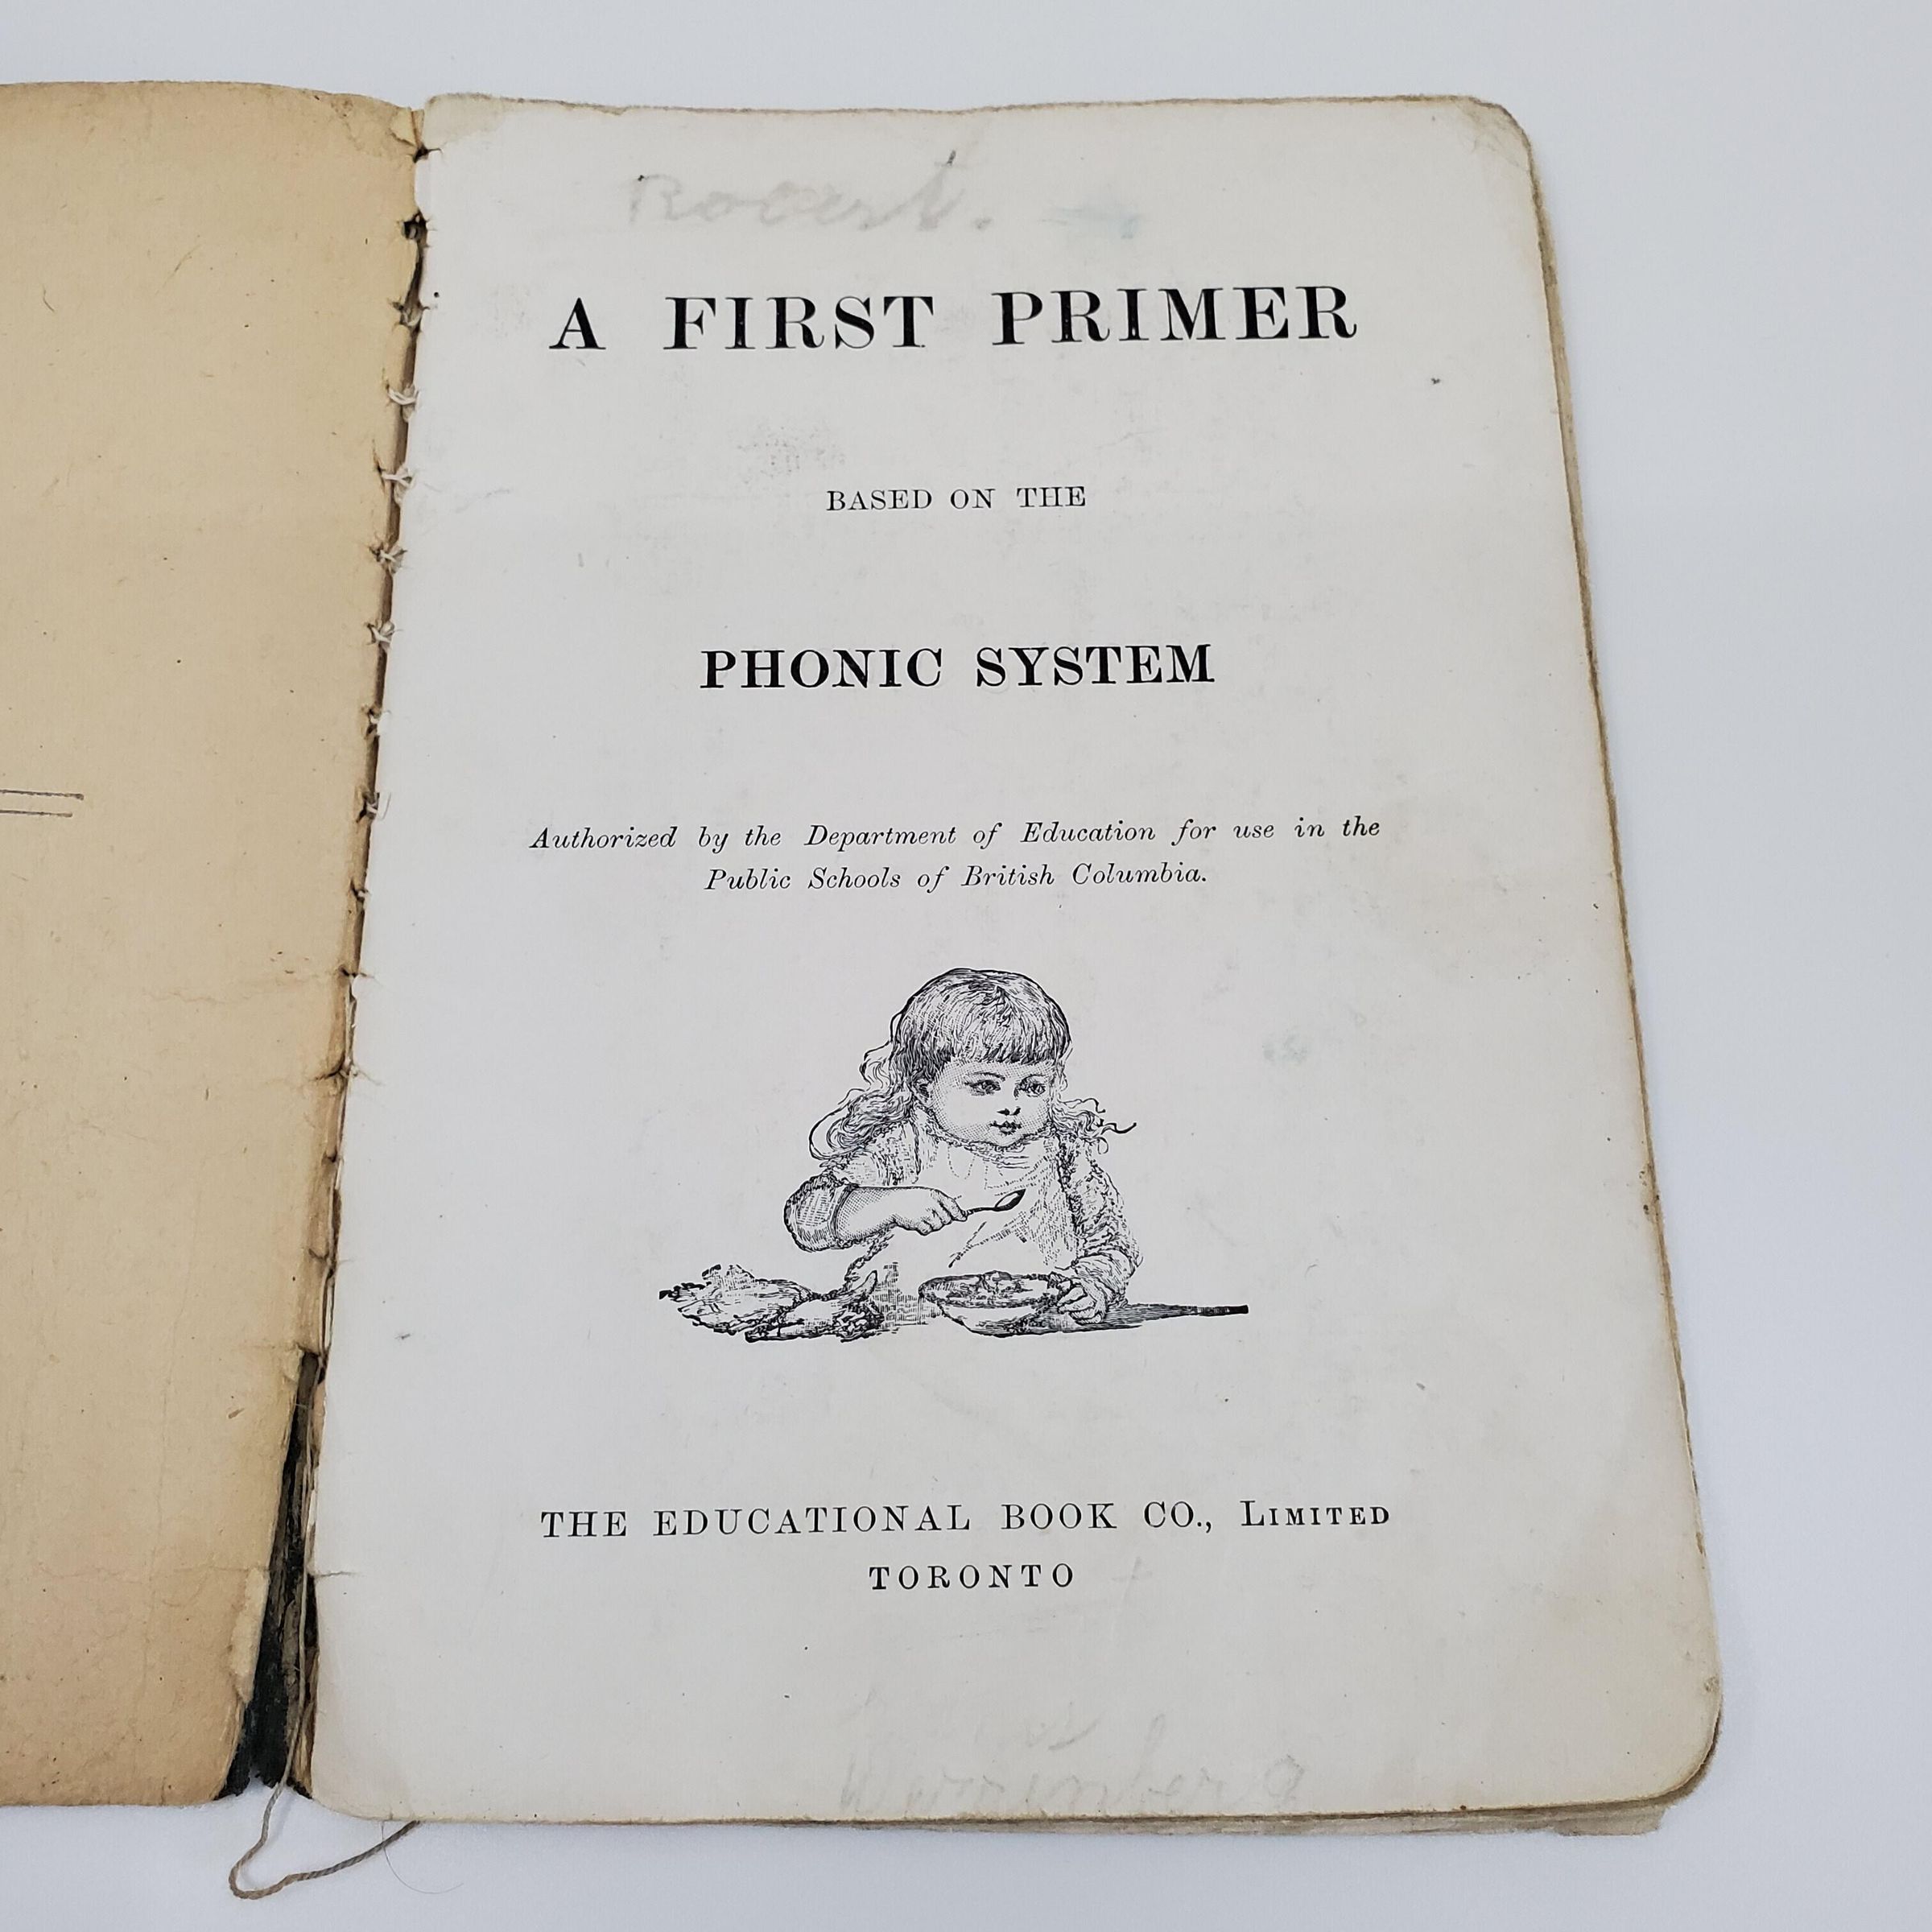 Robert.
A FIRST PRIMER
BASED ON THE
PHONIC SYSTEM
Authorized by the Department of Education for use in the
Public Schools of British Columbia.
THE EDUCATIONAL BOOK CO., LIMITED
TORONTO